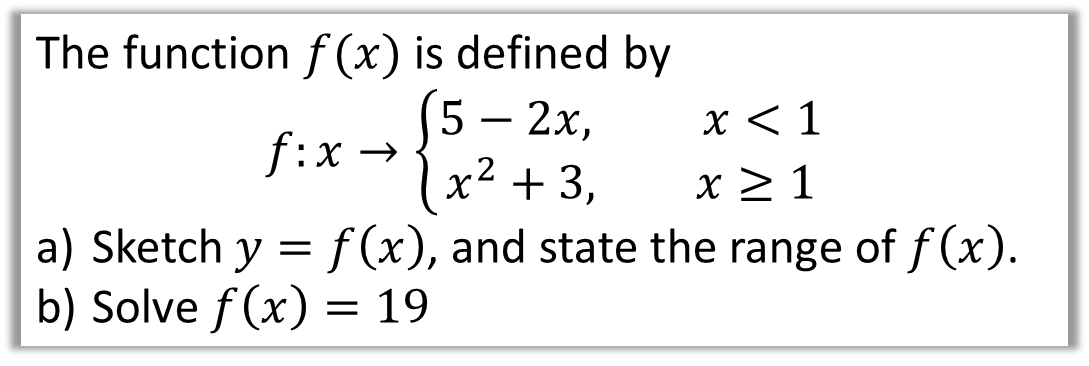 The function f(x) is defined by
f: x → { 5 − 2x, x < 1
x² + 3, x ≥ 1
a) Sketch y = f(x), and state the range of f(x).
b) Solve f(x) = 19